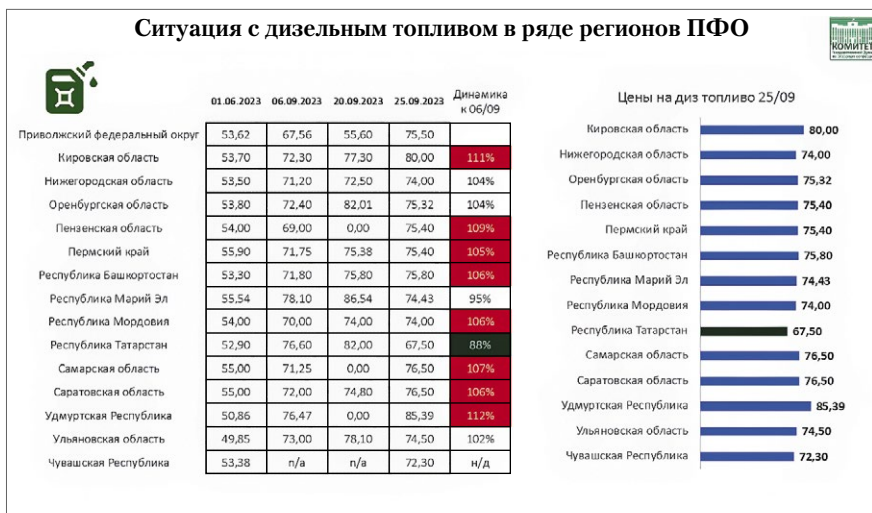 Ситуация с дизельным топливом в ряде регионов ПФО
КОМИТЕТ
01.06.2023 06.09.2023 20.09.2023 25.09.2023 Динамика к 06/09
Приволжский федеральный округ 53,62 67,56 55,60 75,50
Кировская область 53,70 72,30 77,30 80,00 111%
Нижегородская область 53,50 71,20 72,50 74,00 104%
Оренбургская область 53,80 72,40 82,01 75,32 104%
Пензенская область 54,00 69,00 0,00 75,40 109%
Пермский край 55,90 71,75 75,38 75,40 105%
Республика Башкортостан 53,30 71,80 75,80 75,80 106%
Республика Марий Эл 55,54 78,10 86,54 74,43 95%
Республика Мордовия 54,00 70,00 74,00 74,00 106%
Республика Татарстан 52,90 76,60 82,00 67,50 88%
Самарская область 55,00 71,25 0,00 76,50 107%
Саратовская область 55,00 72,00 74,80 76,50 106%
Удмуртская Республика 50,86 76,47 0,00 85,39 112%
Ульяновская область 49,85 73,00 78,10 74,50 102%
Чувашская Республика 53,38 n/a n/a 72,30 н/д
Цены на диз топливо 25/09
Кировская область 80,00
Нижегородская область 74,00
Оренбургская область 75,32
Пензенская область 75,40
Пермский край 75,40
Республика Башкортостан 75,80
Республика Марий Эл 74,43
Республика Мордовия 74,00
Республика Татарстан 67,50
Самарская область 76,50
Саратовская область 76,50
Удмуртская Республика 85,39
Ульяновская область 74,50
Чувашская Республика 72,30